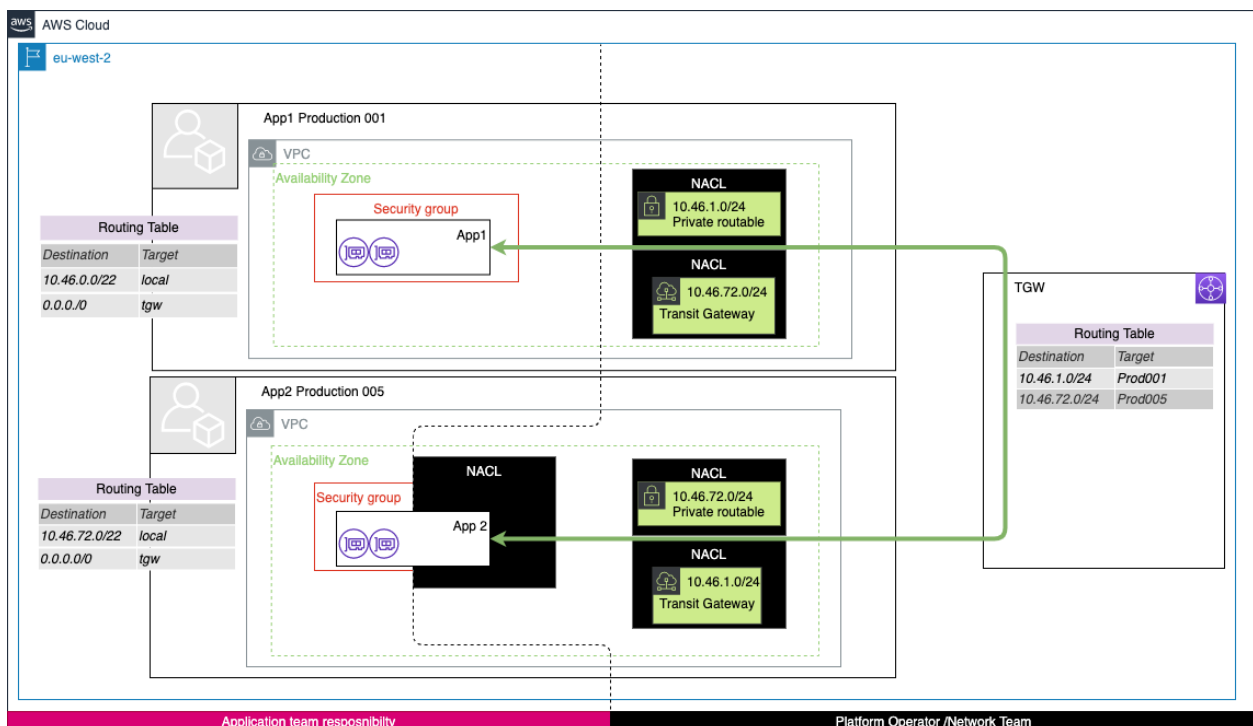 aws
AWS Cloud
eu-west-2
App1 Production 001
VPC
Availability Zone
Security group
App1
NACL
10.46.1.0/24
Private routable
NACL
10.46.72.0/24
Transit Gateway
Routing Table
Destination Target
10.46.0.0/22 local
0.0.0./0 tgw
TGW
Routing Table
Destination Target
10.46.1.0/24 Prod001
10.46.72.0/24 Prod005
App2 Production 005
VPC
Availability Zone
Security group
NACL
App 2
NACL
10.46.72.0/24
Private routable
NACL
10.46.1.0/24
Transit Gateway
Routing Table
Destination Target
10.46.72.0/22 local
0.0.0.0/0 tgw
Application team resposnibilty
Platform Operator /Network Team